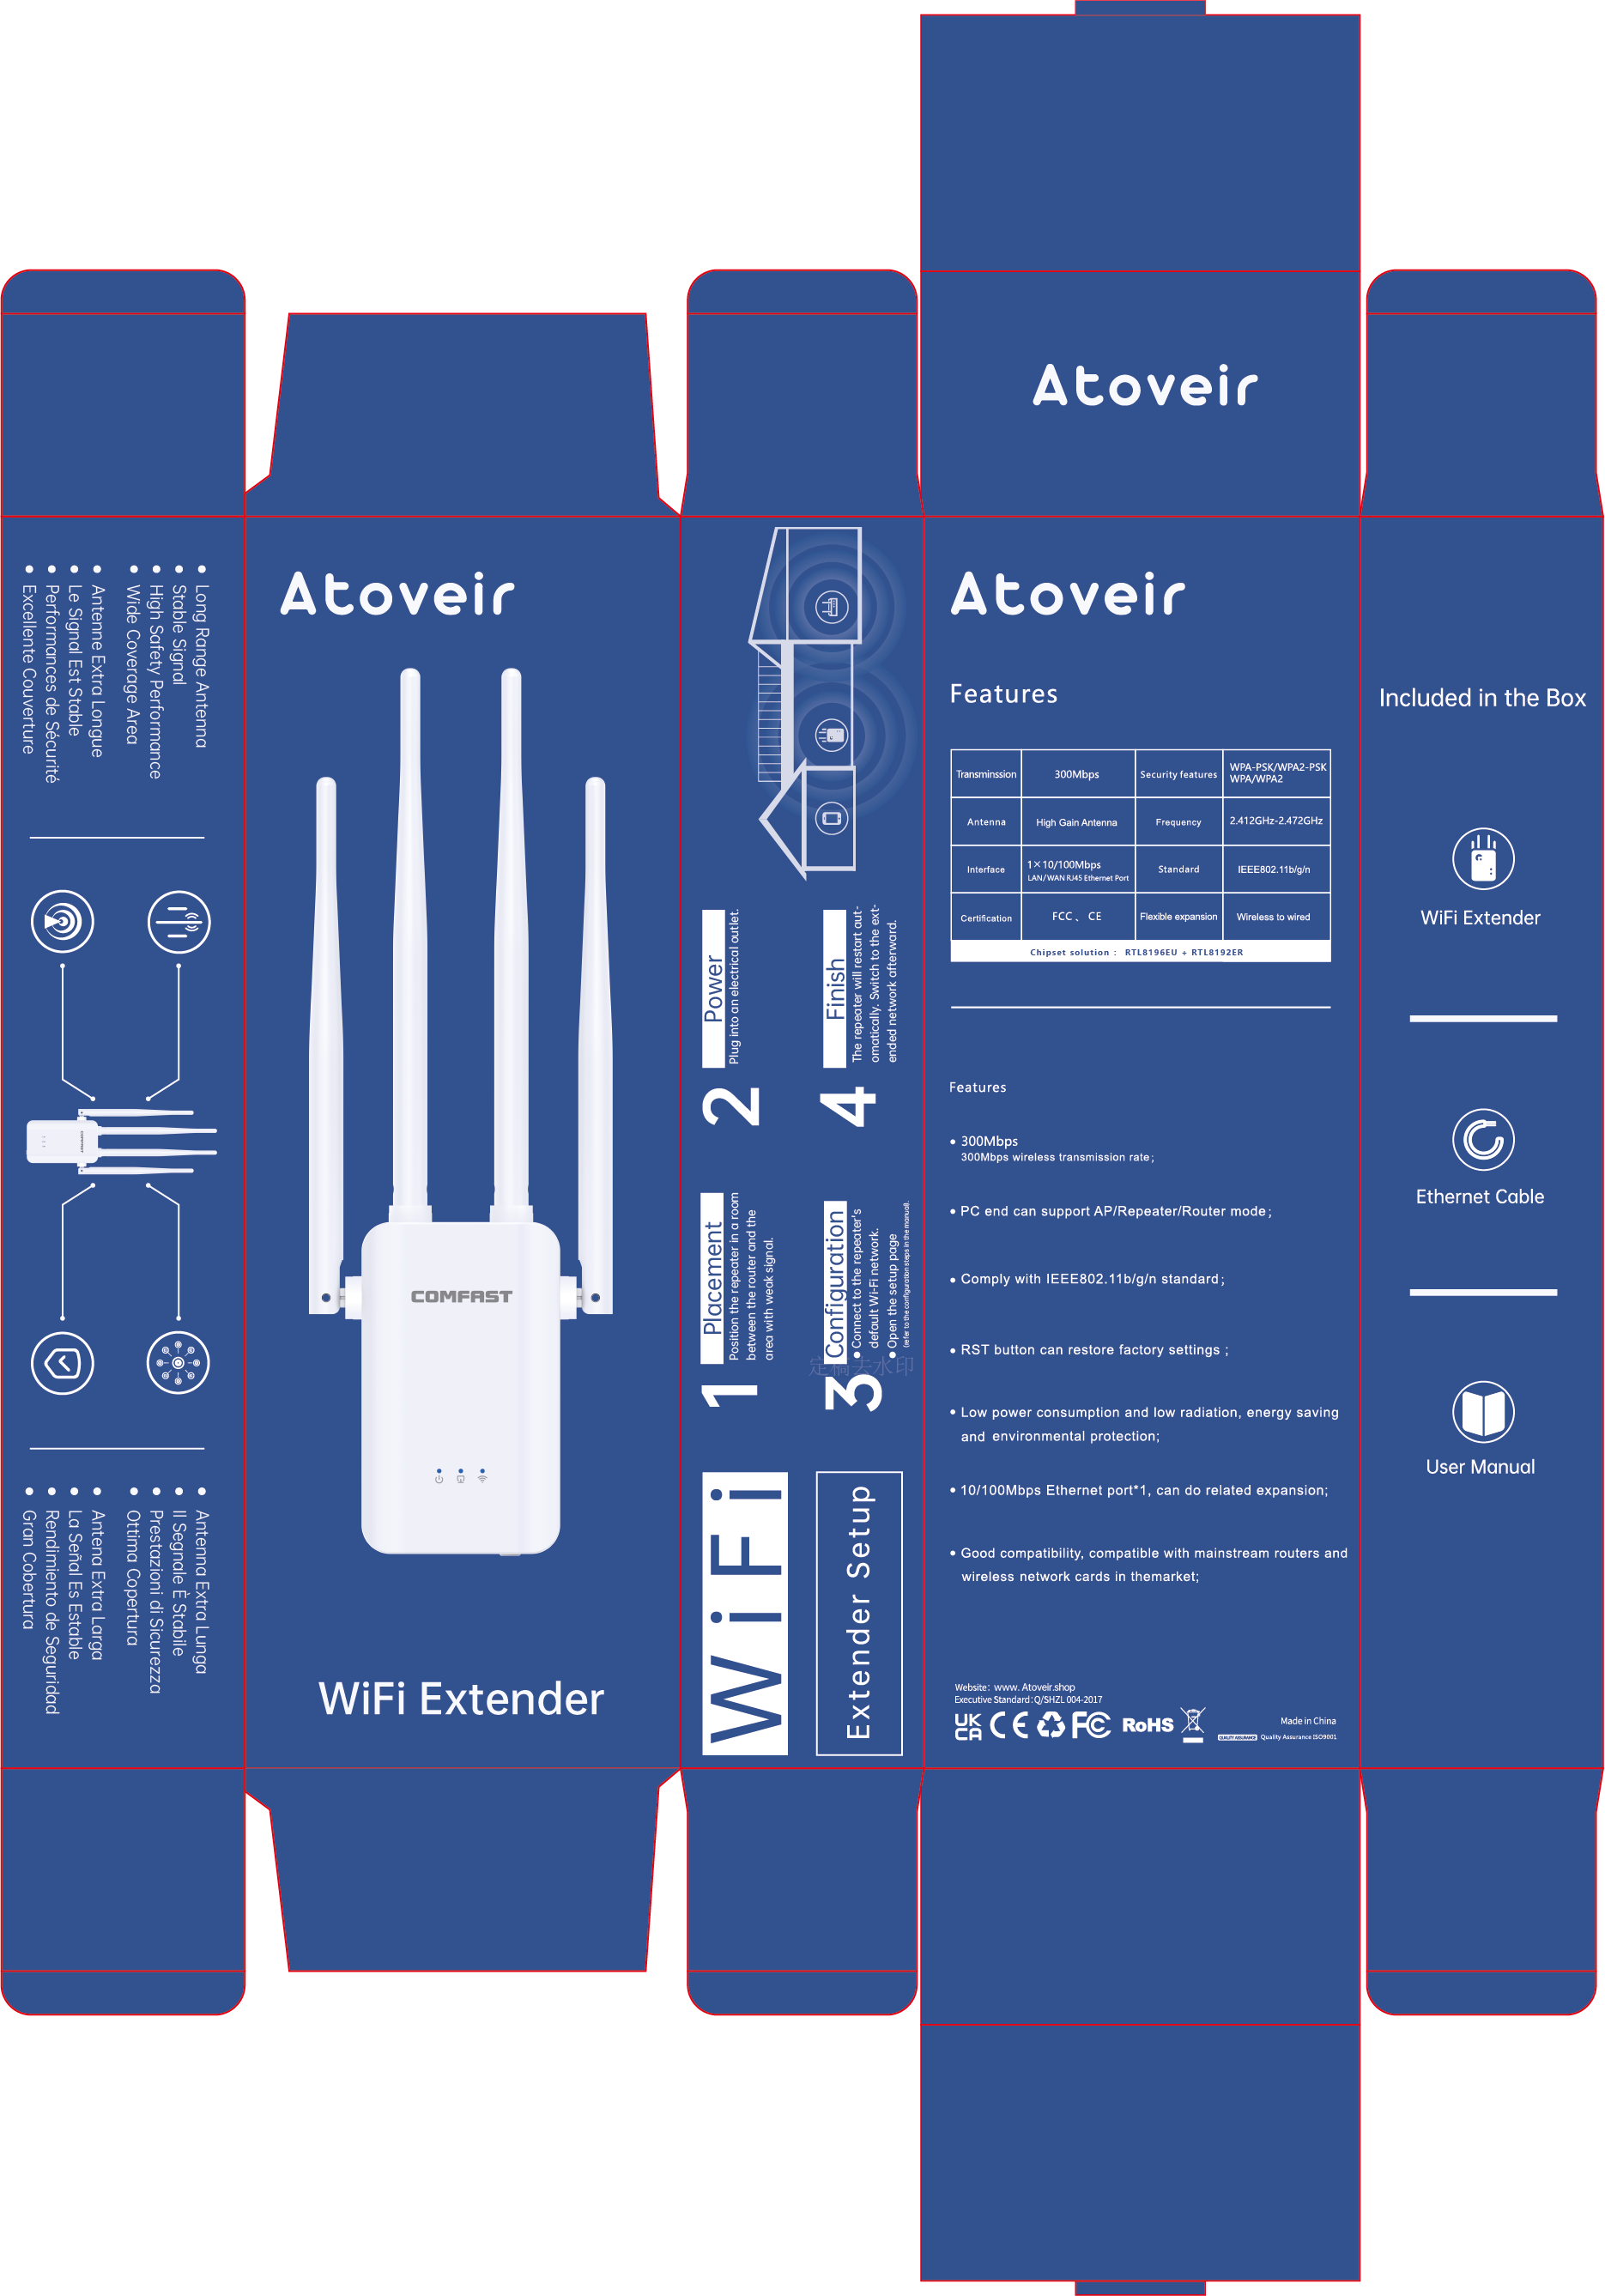 Atoveir
Long Range Antenna
Stable Signal
High Safety Performance
Wide Coverage Area
Antenne Extra Longue
Le Signal Est Stable
Performances de Sécurité
Excellente Couverture
COMFAST
Antenna Extra Lunga
Il Segnale È Stabile
Prestazioni di Sicurezza
Ottima Copertura
Antena Extra Larga
La Señal Es Estable
Rendimiento de Seguridad
Gran Cobertura
Atoveir
COMFAST
WiFi Extender
WiFi
Extender Setup
1
Placement
Position the repeater in a room
between the router and the
area with weak signal.
2
Power
Plug into an electrical outlet.
3
Configuration
Connect to the repeater's
default Wi-Fi network.
Open the setup page
(refer to the configuration steps in the manual).
定稿去水印
4
Finish
The repeater will restart aut-
omatically. Switch to the ext-
ended network afterward.
Atoveir
Features
Transminssion 300Mbps Security features WPA-PSK/WPA2-PSK
WPA/WPA2
Antenna High Gain Antenna Frequency 2.412GHz-2.472GHz
Interface 1×10/100Mbps
LAN/WAN RJ45 Ethernet Port
Standard IEEE802.11b/g/n
Certification FCC、CE Flexible expansion Wireless to wired
Chipset solution : RTL8196EU + RTL8192ER
Features
• 300Mbps
300Mbps wireless transmission rate;
• PC end can support AP/Repeater/Router mode;
• Comply with IEEE802.11b/g/n standard;
• RST button can restore factory settings ;
• Low power consumption and low radiation, energy saving
and environmental protection;
• 10/100Mbps Ethernet port*1, can do related expansion;
• Good compatibility, compatible with mainstream routers and
wireless network cards in themarket;
Website: www. Atoveir.shop
Executive Standard:Q/SHZL 004-2017
UK
CA CE FC RoHS
Made in China
QUALITY ASSURANCE Quality Assurance ISO9001
Included in the Box
WiFi Extender
Ethernet Cable
User Manual